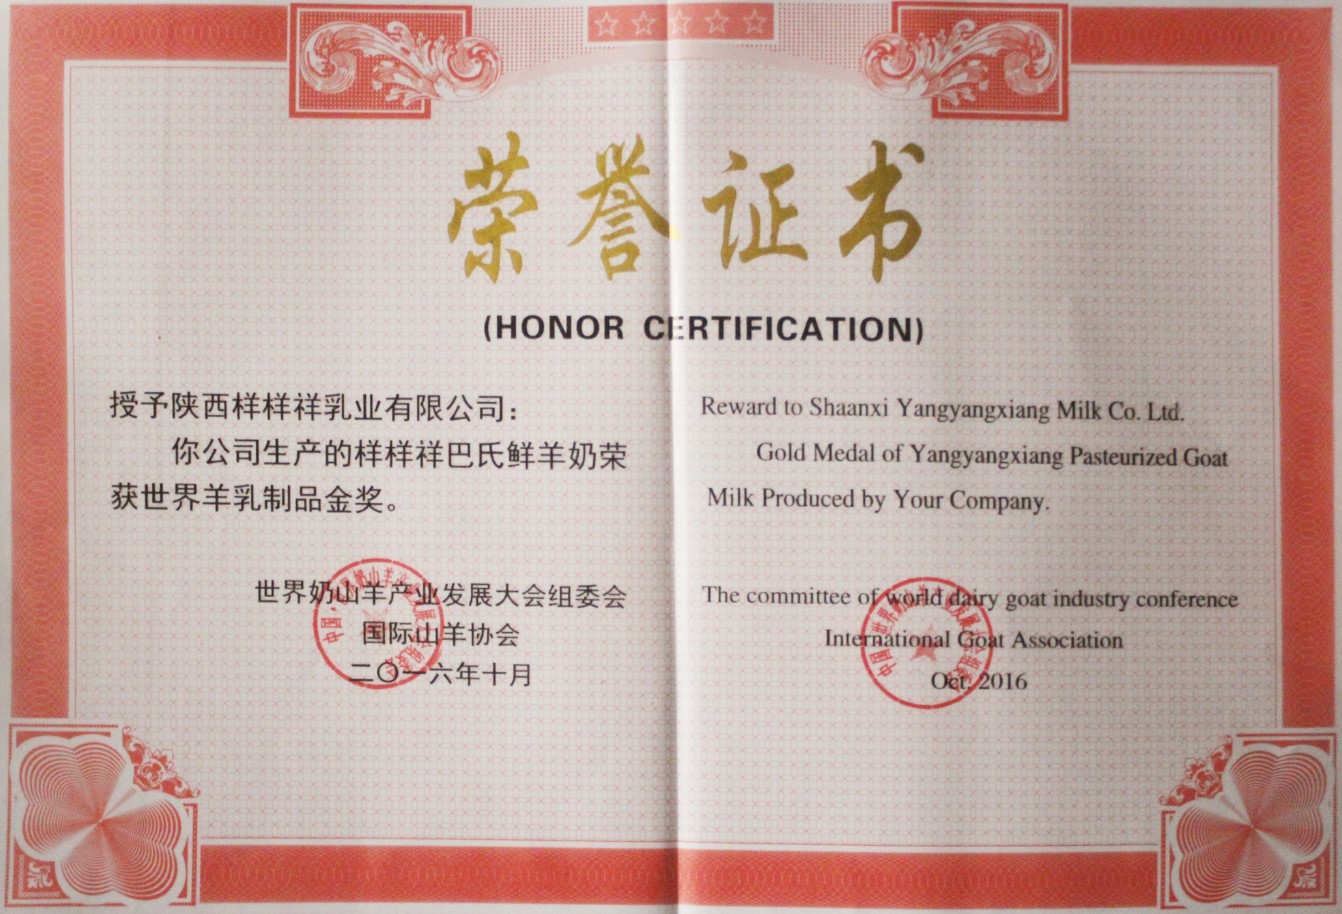 荣誉证书
(HONOR CERTIFICATION)
授予陕西样样祥乳业有限公司：
你公司生产的样样祥巴氏鲜羊奶荣
获世界羊乳制品金奖。
世界奶山羊产业发展大会组委会
国际山羊协会
二〇一六年十月
Reward to Shaanxi Yangyangxiang Milk Co. Ltd.
Gold Medal of Yangyangxiang Pasteurized Goat
Milk Produced by Your Company.
The committee of world dairy goat industry conference
International Goat Association
Oct. 2016